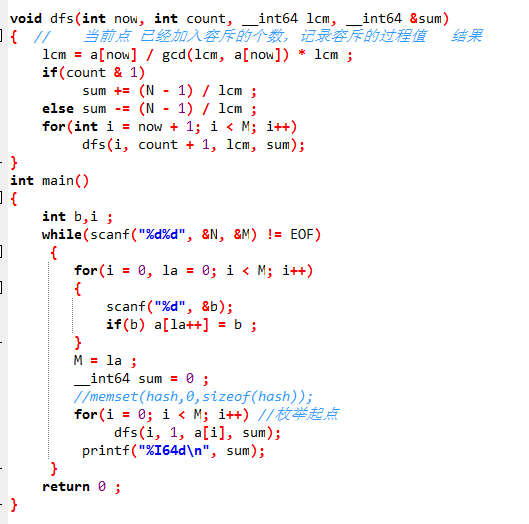 void dfs(int now, int count, __int64 lcm, __int64 &sum)
{  //    当前点 已经加入容斥的个数，记录容斥的过程值   结果
    lcm = a[now] / gcd(lcm, a[now]) * lcm ;
    if(count & 1)
         sum += (N - 1) / lcm ;
    else sum -= (N - 1) / lcm ;
    for(int i = now + 1; i < M; i++)
         dfs(i, count + 1, lcm, sum);
}
int main()
{
    int b,i ;
    while(scanf("%d%d", &N, &M) != EOF)
     {
        for(i = 0, la = 0; i < M; i++)
        {
            scanf("%d", &b);
            if(b) a[la++] = b ;
        }
        M = la ;
        __int64 sum = 0 ;
        //memset(hash,0,sizeof(hash));
        for(i = 0; i < M; i++) //枚举起点
             dfs(i, 1, a[i], sum);
         printf("%I64d\n", sum);
     }
    return 0 ;
}